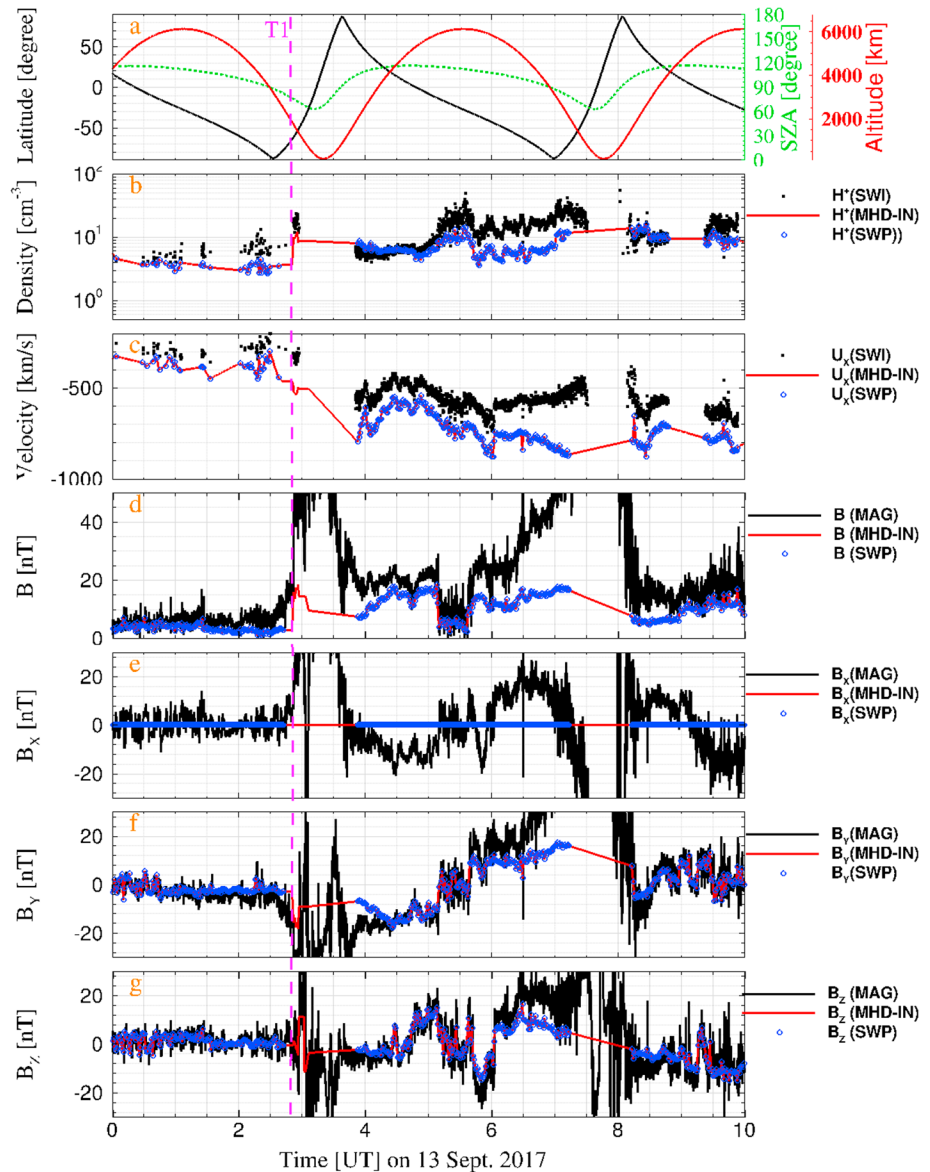 a
T1
50
0
-50
Latitude [degree]
180
150
120
90
60
30
0
SZA [degree]
6000
4000
2000
Altitude [km]
b
10²
10¹
10⁰
Density [cm⁻³]
H⁺(SWI)
H⁺(MHD-IN)
H⁺(SWP))
c
-500
-1000
Velocity [km/s]
Uₓ(SWI)
Uₓ(MHD-IN)
Uₓ(SWP)
d
40
20
0
B [nT]
B (MAG)
B (MHD-IN)
B (SWP)
e
20
0
-20
B_X [nT]
B_X(MAG)
B_X(MHD-IN)
B_X(SWP)
f
20
0
-20
B_Y [nT]
B_Y(MAG)
B_Y(MHD-IN)
B_Y(SWP)
g
20
0
-20
B_Z [nT]
B_Z (MAG)
B_Z (MHD-IN)
B_Z (SWP)
0 2 4 6 8 10
Time [UT] on 13 Sept. 2017